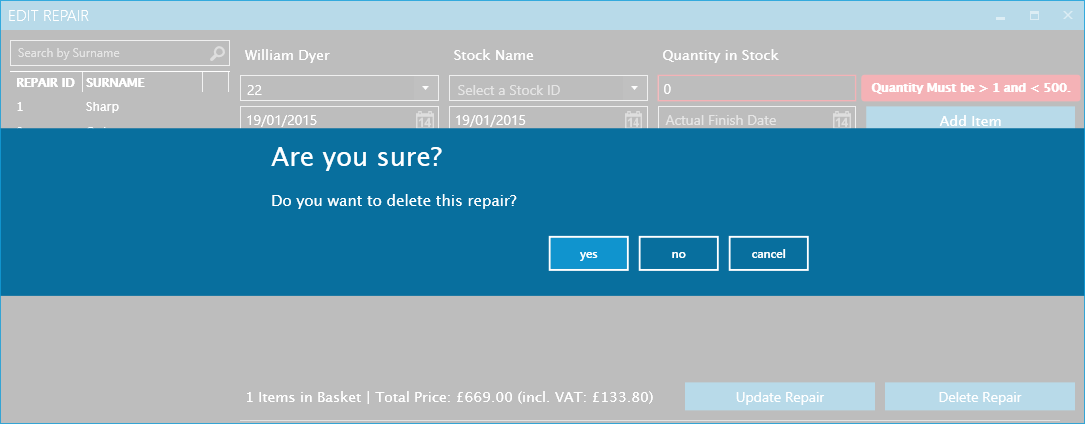 EDIT REPAIR
Search by Surname
William Dyer Stock Name Quantity in Stock
REPAIR ID SURNAME
22 Select a Stock ID 0 Quantity Must be > 1 and < 500.
1 Sharp
19/01/2015 14 19/01/2015 14 Actual Finish Date 14 Add Item
Are you sure?
Do you want to delete this repair?
yes no cancel
1 Items in Basket | Total Price: £669.00 (incl. VAT: £133.80) Update Repair Delete Repair